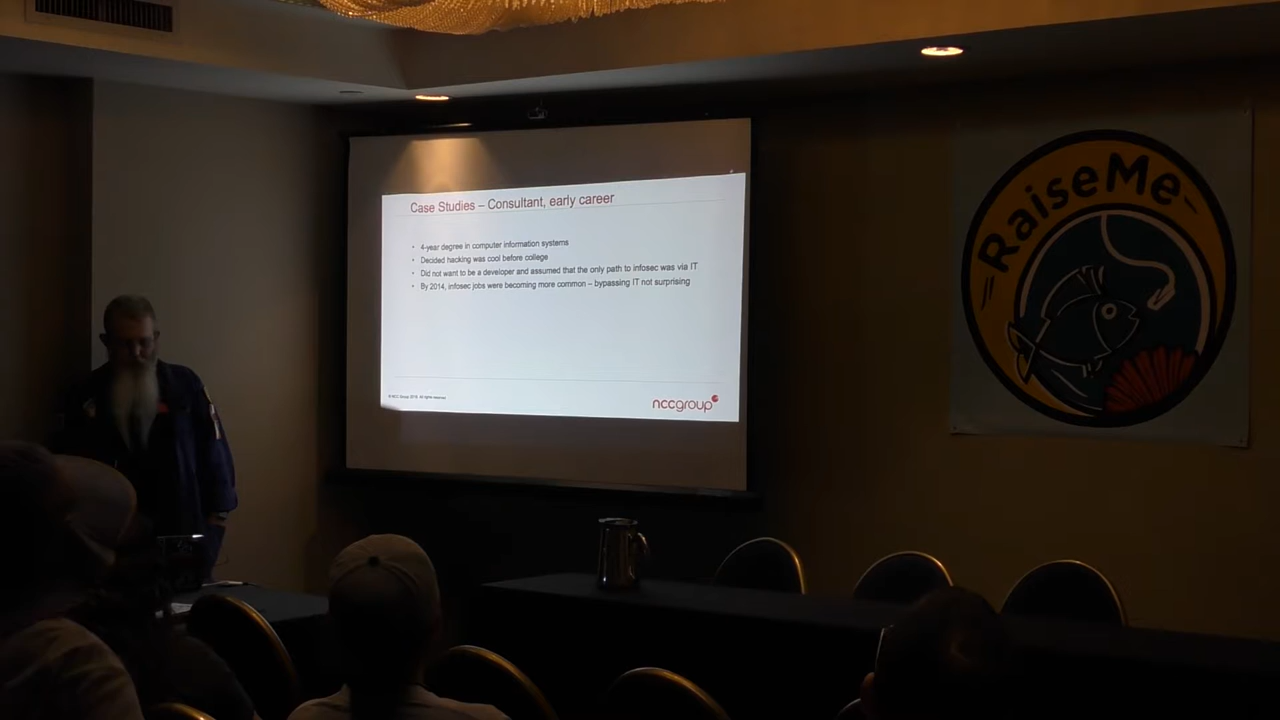 Case Studies – Consultant, early career
• 4-year degree in computer information systems
• Decided hacking was cool before college
• Did not want to be a developer and assumed that the only path to infosec was via IT
• By 2014, infosec jobs were becoming more common – bypassing IT not surprising
nccgroup
RaiseMe